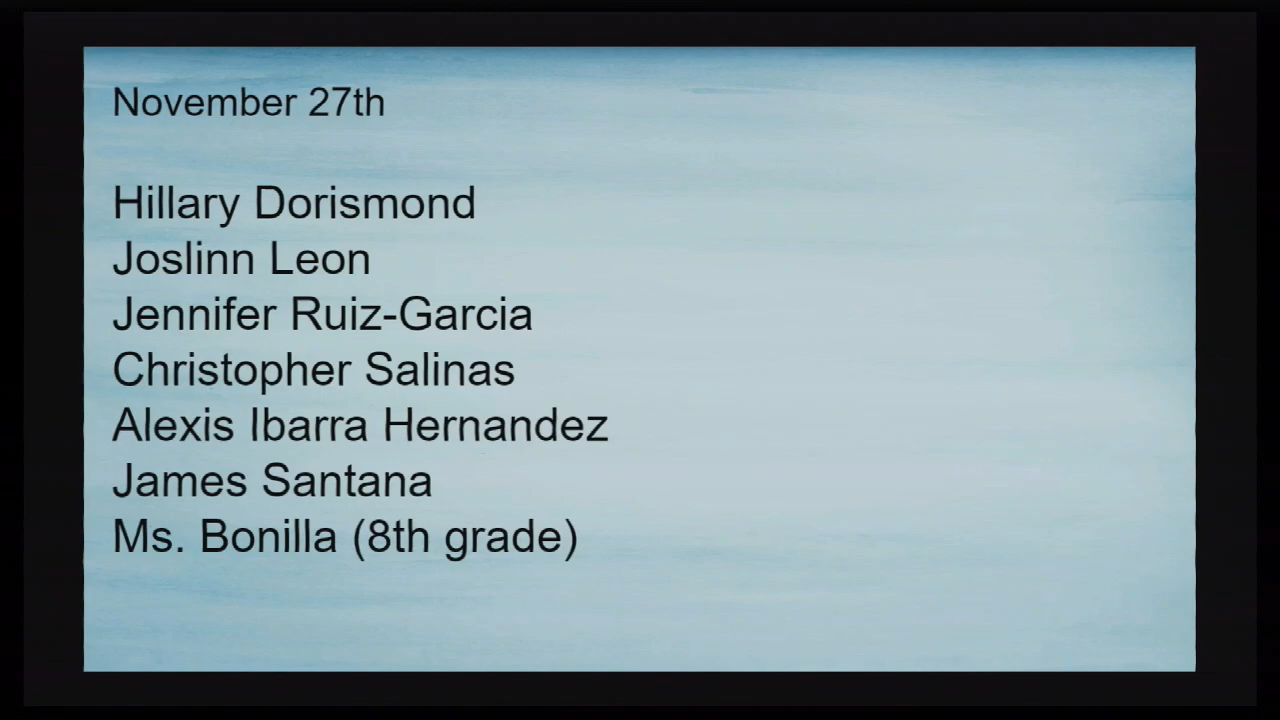 November 27th
Hillary Dorismond
Joslinn Leon
Jennifer Ruiz-Garcia
Christopher Salinas
Alexis Ibarra Hernandez
James Santana
Ms. Bonilla (8th grade)